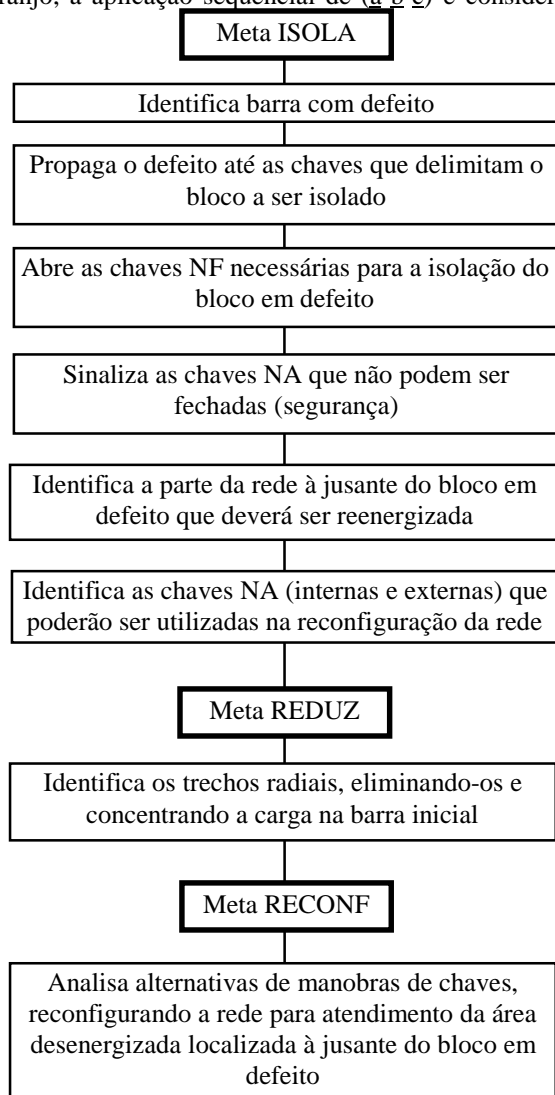 ranjo, a aplicação sequencial de (a b c) é consider
Meta ISOLA
Identifica barra com defeito
Propaga o defeito até as chaves que delimitam o
bloco a ser isolado
Abre as chaves NF necessárias para a isolação do
bloco em defeito
Sinaliza as chaves NA que não podem ser
fechadas (segurança)
Identifica a parte da rede à jusante do bloco em
defeito que deverá ser reenergizada
Identifica as chaves NA (internas e externas) que
poderão ser utilizadas na reconfiguração da rede
Meta REDUZ
Identifica os trechos radiais, eliminando-os e
concentrando a carga na barra inicial
Meta RECONF
Analisa alternativas de manobras de chaves,
reconfigurando a rede para atendimento da área
desenergizada localizada à jusante do bloco em
defeito